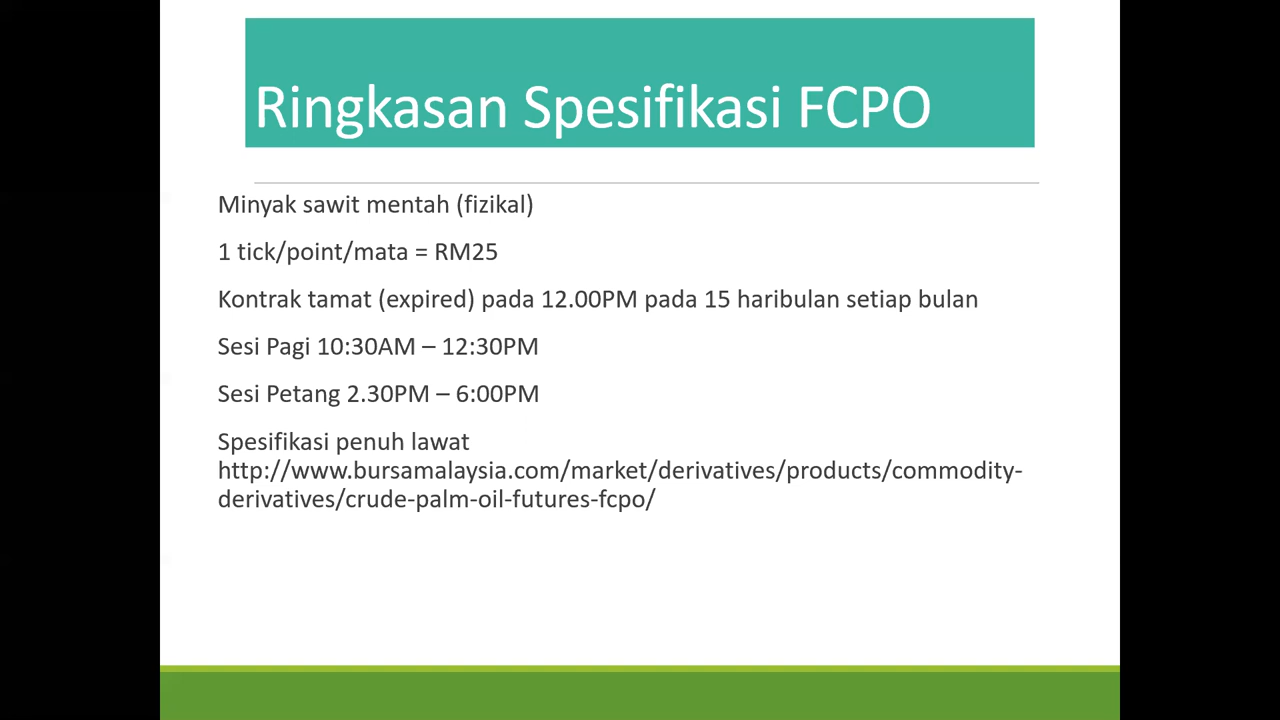 Ringkasan Spesifikasi FCPO
Minyak sawit mentah (fizikal)
1 tick/point/mata = RM25
Kontrak tamat (expired) pada 12.00PM pada 15 haribulan setiap bulan
Sesi Pagi 10:30AM – 12:30PM
Sesi Petang 2.30PM – 6:00PM
Spesifikasi penuh lawat
http://www.bursamalaysia.com/market/derivatives/products/commodity-
derivatives/crude-palm-oil-futures-fcpo/